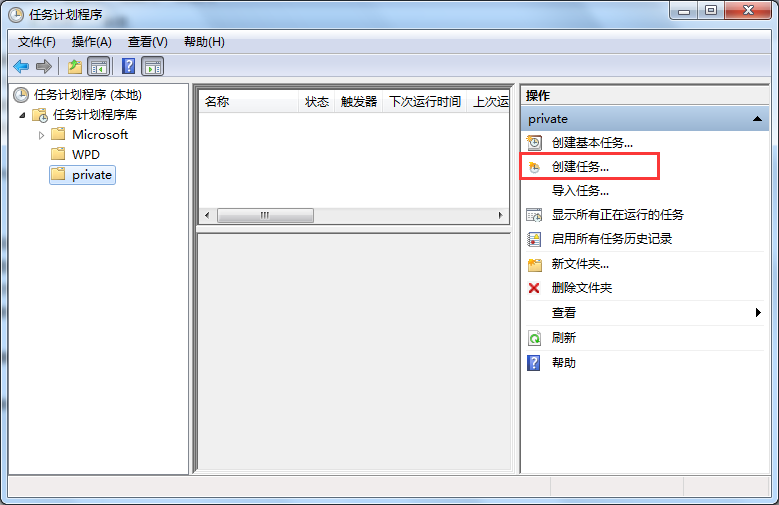 任务计划程序
文件(F) 操作(A) 查看(V) 帮助(H)
任务计划程序 (本地)
任务计划程序库
Microsoft
WPD
private
名称 状态 触发器 下次运行时间 上次运
操作
private
创建基本任务...
创建任务...
导入任务...
显示所有正在运行的任务
启用所有任务历史记录
新文件夹...
删除文件夹
查看
刷新
帮助